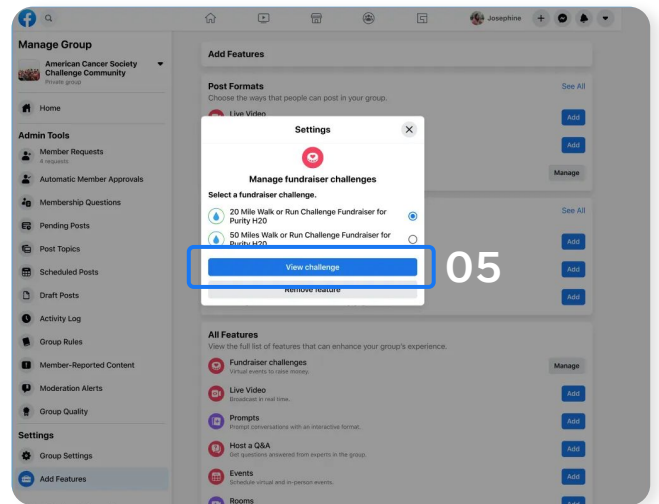 Josephine
Manage Group
American Cancer Society
Challenge Community
Private group
Home
Admin Tools
Member Requests
4 requests
Automatic Member Approvals
Membership Questions
Pending Posts
Post Topics
Scheduled Posts
Draft Posts
Activity Log
Group Rules
Member-Reported Content
Moderation Alerts
Group Quality
Settings
Group Settings
Add Features
Add Features
Post Formats
See All
Choose the ways that people can post in your group.
Live Video
Add
Add
Manage
See All
Add
Add
Add
Settings
Manage fundraiser challenges
Select a fundraiser challenge.
20 Mile Walk or Run Challenge Fundraiser for
Purity H20
50 Miles Walk or Run Challenge Fundraiser for
Purity H20
View challenge
Remove feature
05
All Features
View the full list of features that can enhance your group's experience.
Fundraiser challenges
Virtual events to raise money.
Manage
Live Video
Broadcast in real time.
Add
Prompts
Prompt conversations with an interactive format.
Add
Host a Q&A
Get questions answered from experts in the group.
Add
Events
Schedule virtual and in-person events.
Add
Rooms
Add